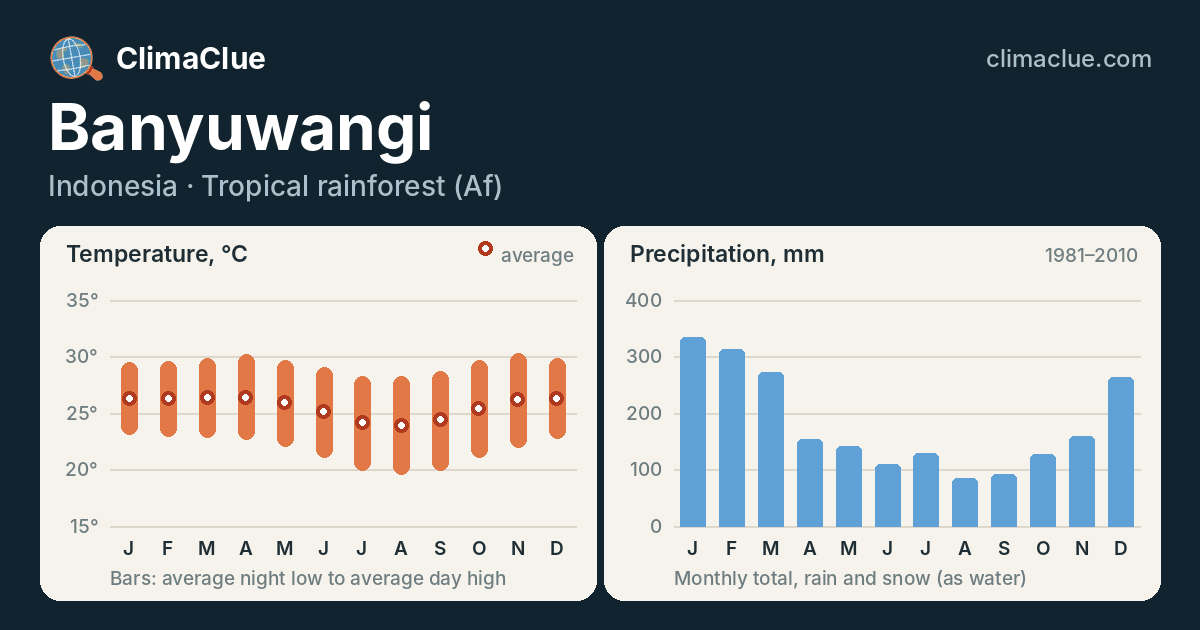 ClimaClue
climaclue.com
Banyuwangi
Indonesia · Tropical rainforest (Af)
Temperature, °C
average
35°
30°
25°
20°
15°
J F M A M J J A S O N D
Bars: average night low to average day high
Precipitation, mm
1981–2010
400
300
200
100
0
J F M A M J J A S O N D
Monthly total, rain and snow (as water)